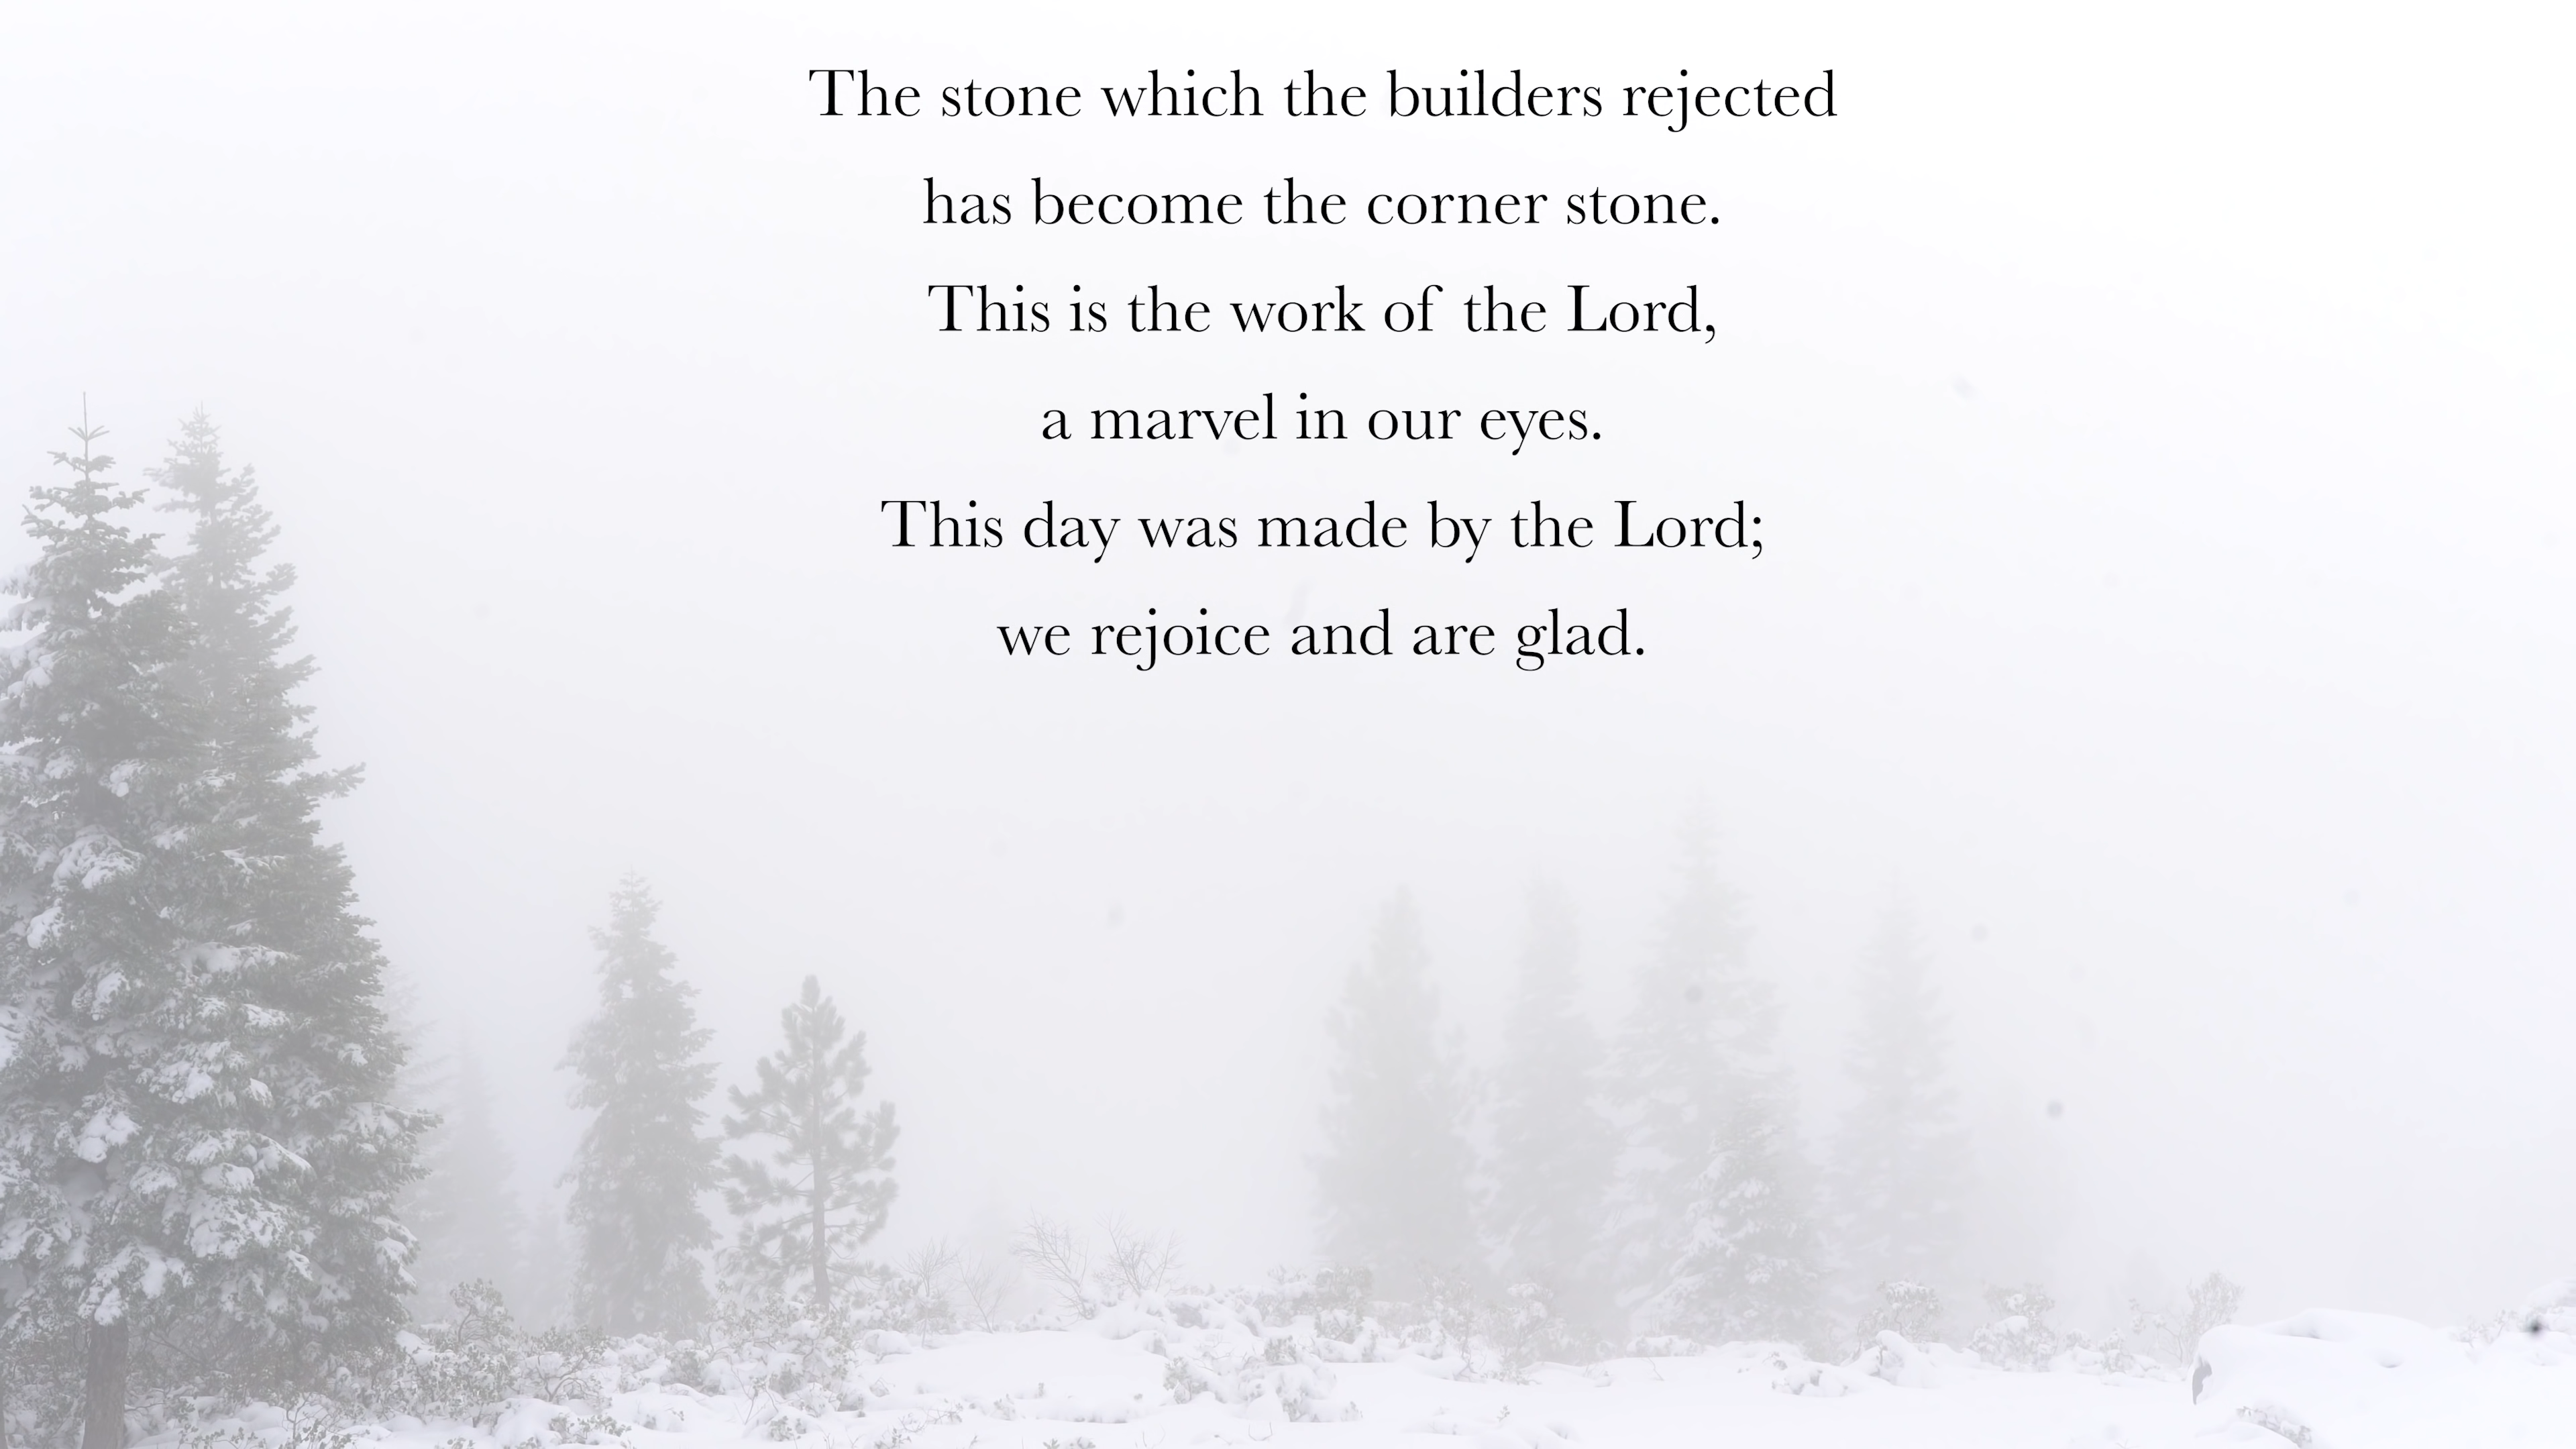 The stone which the builders rejected
has become the corner stone.
This is the work of the Lord,
a marvel in our eyes.
This day was made by the Lord;
we rejoice and are glad.